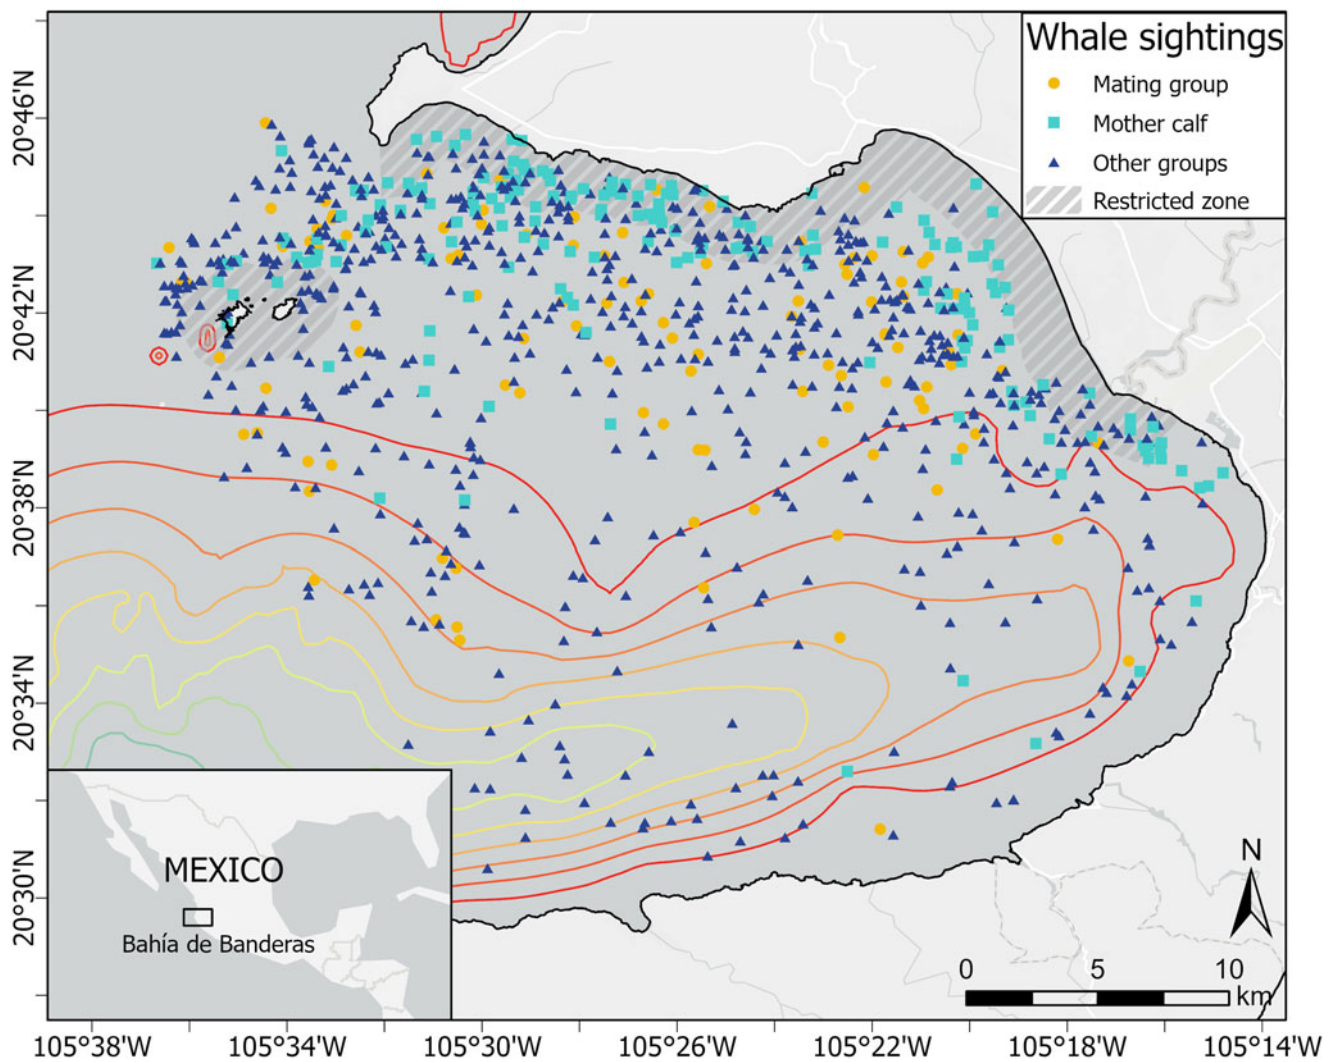 Whale sightings
Mating group
Mother calf
Other groups
Restricted zone
20°46'N
20°42'N
20°38'N
20°34'N
20°30'N
MEXICO
Bahía de Banderas
N
0 5 10
km
105°38'W 105°34'W 105°30'W 105°26'W 105°22'W 105°18'W 105°14'W